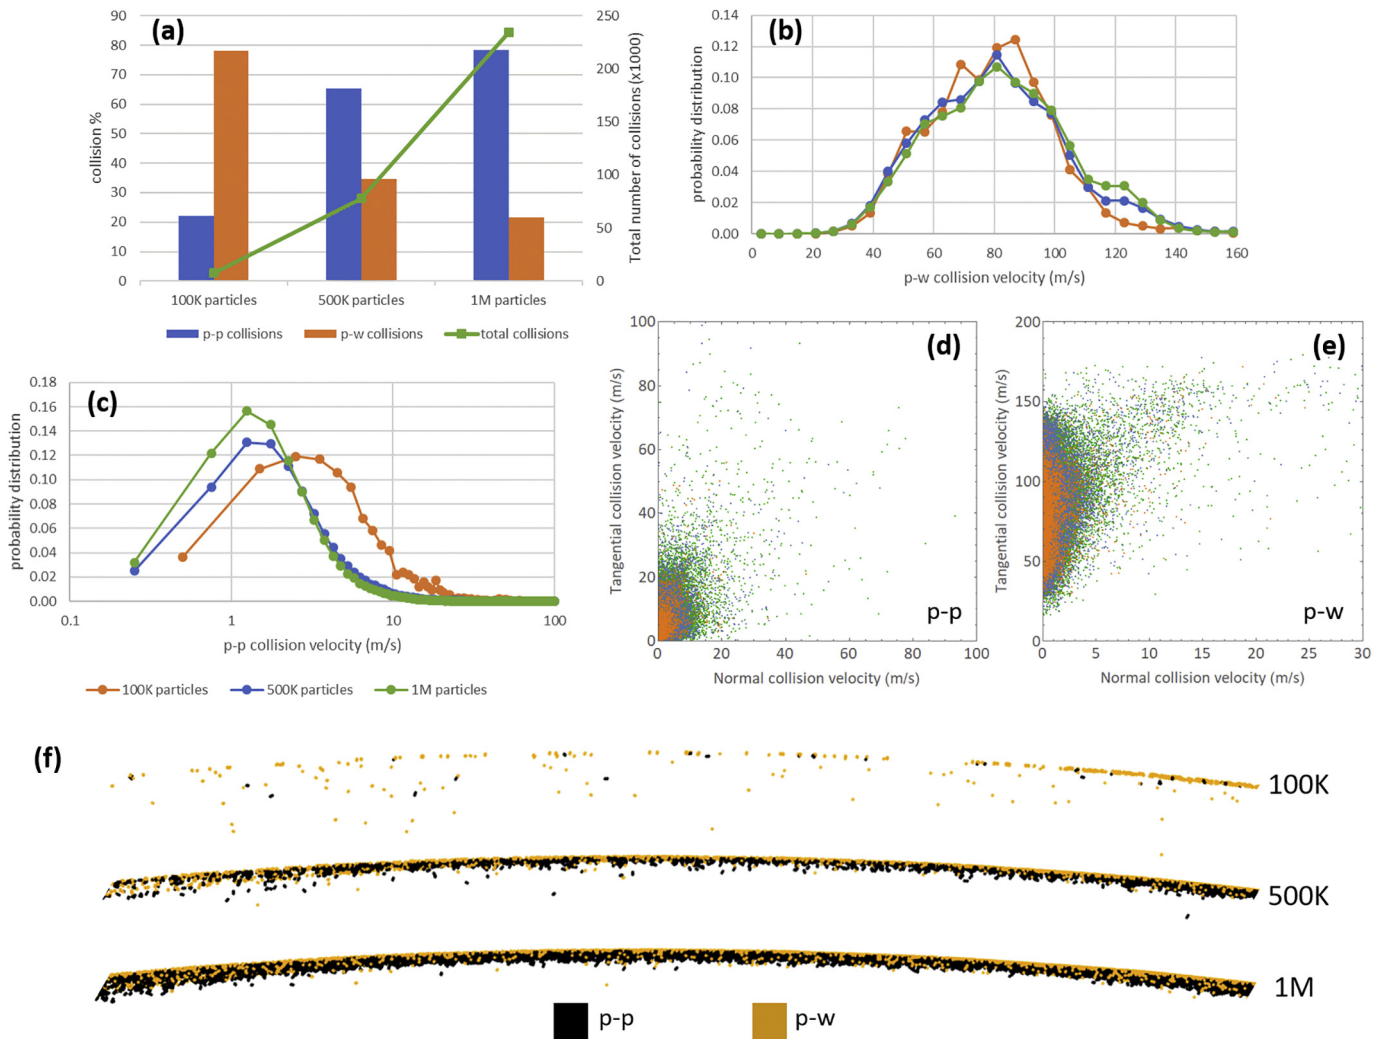 (a)
collision %
90
80
70
60
50
40
30
20
10
0
250
200
150
100
50
0
Total number of collisions (x1000)
100K particles
500K particles
1M particles
p-p collisions
p-w collisions
total collisions
(b)
probability distribution
0.14
0.12
0.10
0.08
0.06
0.04
0.02
0.00
0
20
40
60
80
100
120
140
160
p-w collision velocity (m/s)
(c)
probability distribution
0.18
0.16
0.14
0.12
0.10
0.08
0.06
0.04
0.02
0.00
0.1
1
10
100
p-p collision velocity (m/s)
100K particles
500K particles
1M particles
(d)
Tangential collision velocity (m/s)
100
80
60
40
20
0
p-p
0
20
40
60
80
100
Normal collision velocity (m/s)
(e)
Tangential collision velocity (m/s)
200
150
100
50
0
p-w
0
5
10
15
20
25
30
Normal collision velocity (m/s)
(f)
100K
500K
1M
p-p
p-w